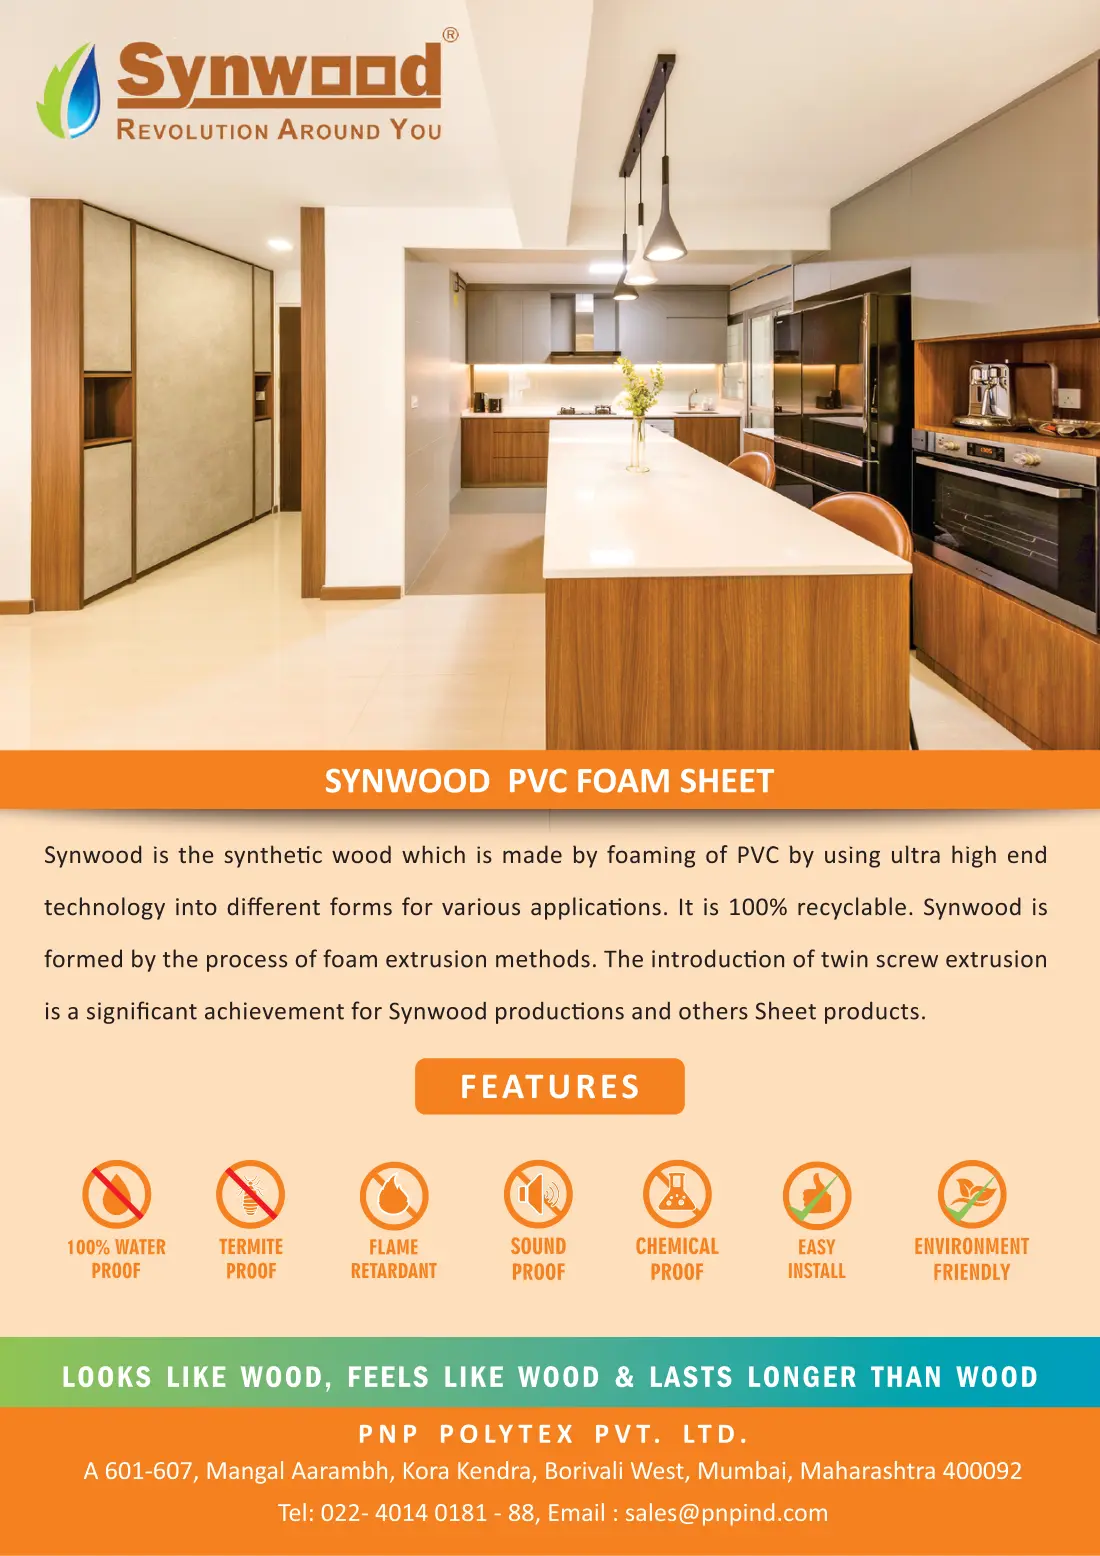 Synwood®
REVOLUTION AROUND YOU
SYNWOOD PVC FOAM SHEET
Synwood is the synthetic wood which is made by foaming of PVC by using ultra high end
technology into different forms for various applications. It is 100% recyclable. Synwood is
formed by the process of foam extrusion methods. The introduction of twin screw extrusion
is a significant achievement for Synwood productions and others Sheet products.
FEATURES
100% WATER
PROOF
TERMITE
PROOF
FLAME
RETARDANT
SOUND
PROOF
CHEMICAL
PROOF
EASY
INSTALL
ENVIRONMENT
FRIENDLY
LOOKS LIKE WOOD, FEELS LIKE WOOD & LASTS LONGER THAN WOOD
PNP POLYTEX PVT. LTD.
A 601-607, Mangal Aarambh, Kora Kendra, Borivali West, Mumbai, Maharashtra 400092
Tel: 022- 4014 0181 - 88, Email : sales@pnpind.com